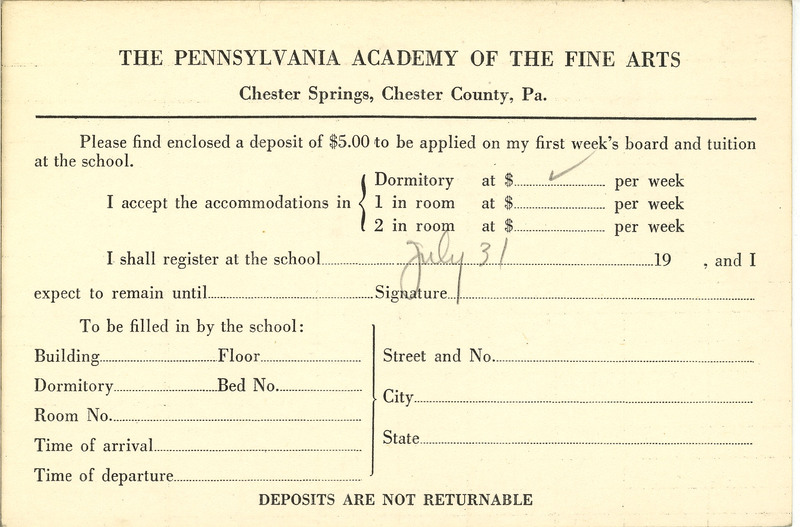 THE PENNSYLVANIA ACADEMY OF THE FINE ARTS
Chester Springs, Chester County, Pa.
Please find enclosed a deposit of $5.00 to be applied on my first week's board and tuition
at the school.
I accept the accommodations in { Dormitory at $ ✓ per week
1 in room at $ per week
2 in room at $ per week
I shall register at the school July 31 19 , and I
expect to remain until Signature
To be filled in by the school:
Building Floor
Dormitory Bed No.
Room No.
Time of arrival
Time of departure
Street and No.
City
State
DEPOSITS ARE NOT RETURNABLE